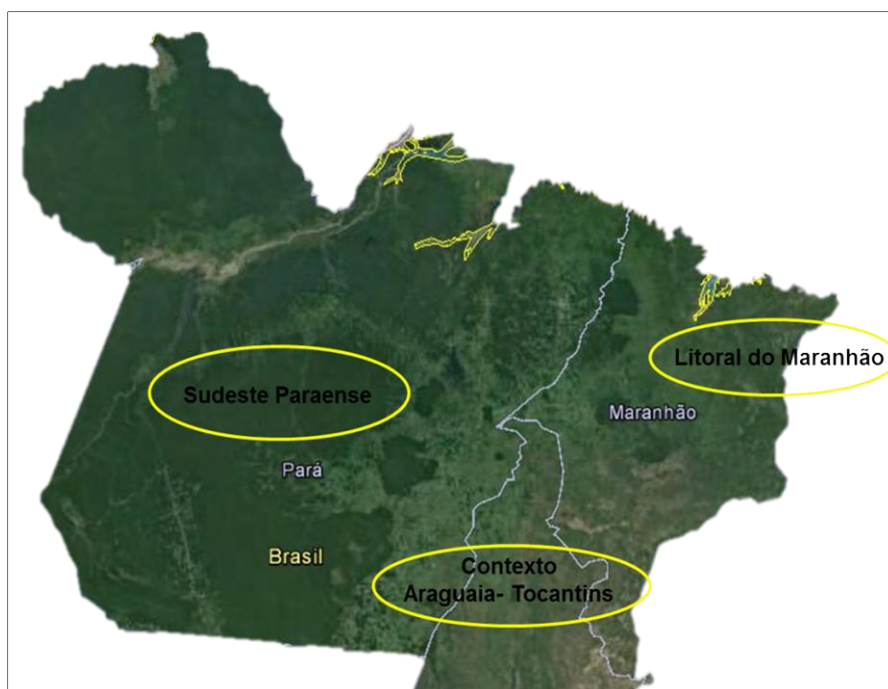 Litoral do Maranhão
Sudeste Paraense
Maranhão
Pará
Brasil
Contexto
Araguaia- Tocantins